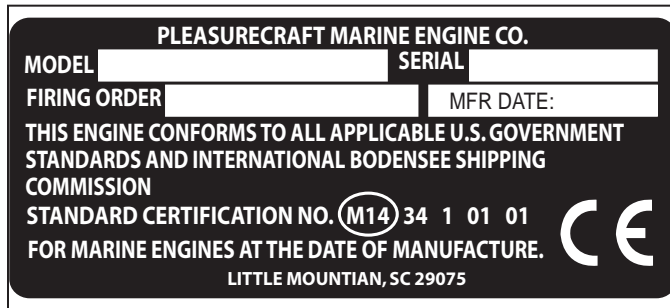 PLEASURECRAFT MARINE ENGINE CO.
MODEL SERIAL
FIRING ORDER MFR DATE:
THIS ENGINE CONFORMS TO ALL APPLICABLE U.S. GOVERNMENT
STANDARDS AND INTERNATIONAL BODENSEE SHIPPING
COMMISSION
STANDARD CERTIFICATION NO. M14 34 1 01 01
FOR MARINE ENGINES AT THE DATE OF MANUFACTURE.
CE
LITTLE MOUNTIAN, SC 29075